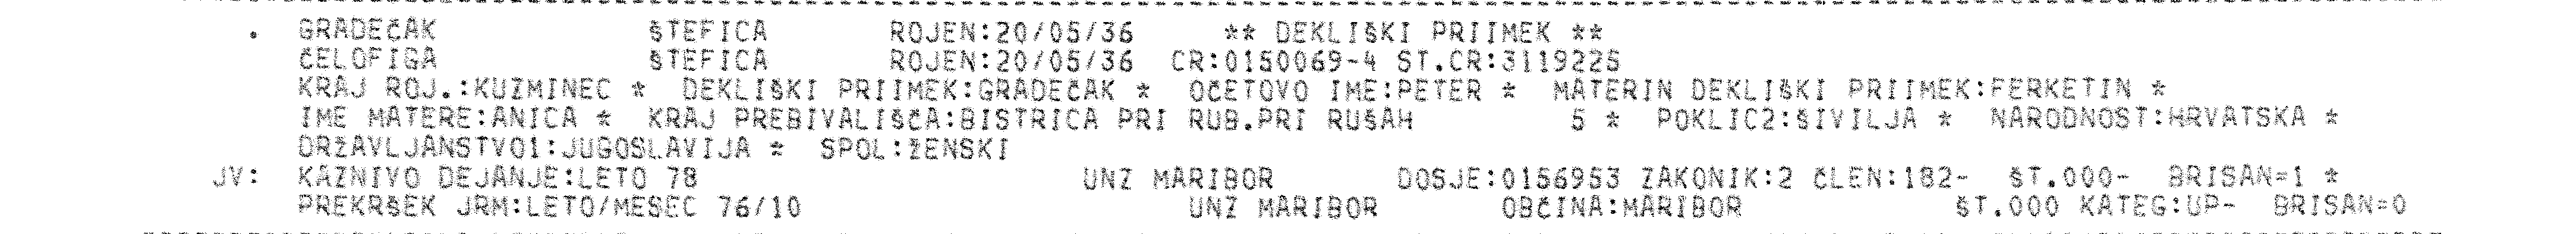 . GRADEČAK ŠTEFICA ROJEN:20/05/36 ** DEKLIŠKI PRIIMEK **
ČELOFIGA ŠTEFICA ROJEN:20/05/36 CR:0150069-4 ST.CR:3119225
KRAJ ROJ.:KUZMINEC * DEKLIŠKI PRIIMEK:GRADEČAK * OČETOVO IME:PETER * MATERIN DEKLIŠKI PRIIMEK:FERKETIN *
IME MATERE:ANICA * KRAJ PREBIVALIŠČA:BISTRICA PRI RUB.PRI RUŠAH 5 * POKLIC2:ŠIVILJA * NARODNOST:HRVATSKA *
DRŽAVLJANSTVO1:JUGOSLAVIJA * SPOL:ŽENSKI
JV: KAZNIVO DEJANJE:LETO 78 UNZ MARIBOR DOSJE:0156953 ZAKONIK:2 ČLEN:182- ŠT.000- BRISAN=1 *
PREKRŠEK JRM:LETO/MESEC 76/10 UNZ MARIBOR OBČINA:MARIBOR ŠT.000 KATEG:UP- BRISAN=0